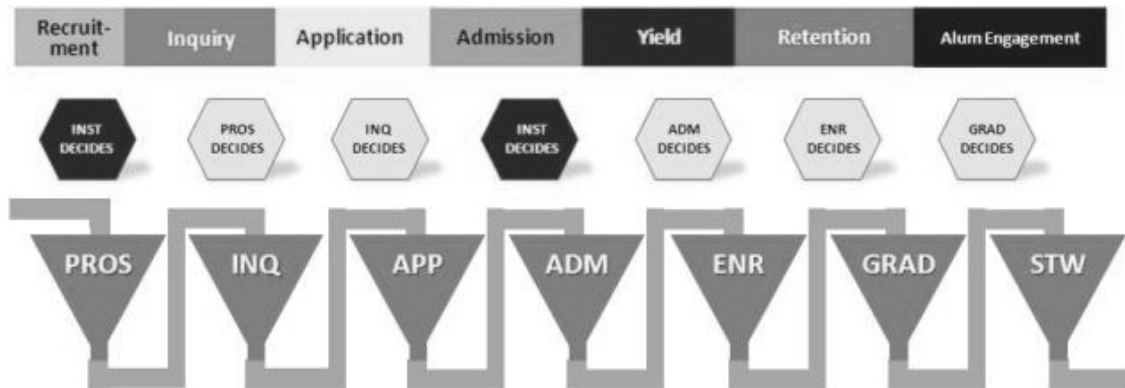 Recruit-
ment
Inquiry
Application
Admission
Yield
Retention
Alum Engagement
INST
DECIDES
PROS
DECIDES
INQ
DECIDES
INST
DECIDES
ADM
DECIDES
ENR
DECIDES
GRAD
DECIDES
PROS
INQ
APP
ADM
ENR
GRAD
STW